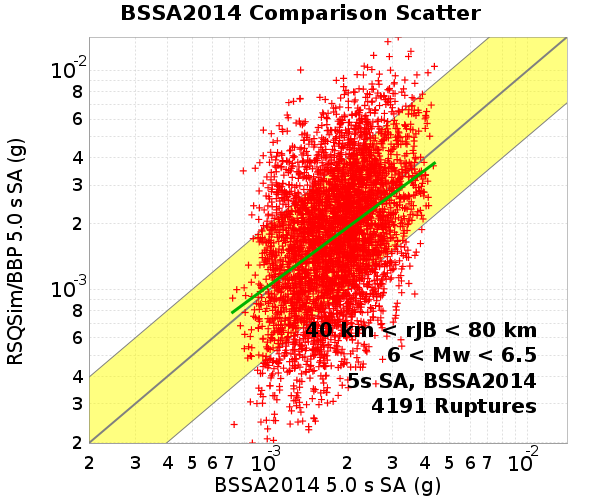 BSSA2014 Comparison Scatter
RSQSim/BBP 5.0 s SA (g)
10-2
8
6
4
3
2
10-3
8
6
4
3
2
40 km < rJB < 80 km
6 < Mw < 6.5
5s SA, BSSA2014
4191 Ruptures
2 3 4 5 6 7 10-3 2 3 4 5 6 7 10-2
BSSA2014 5.0 s SA (g)